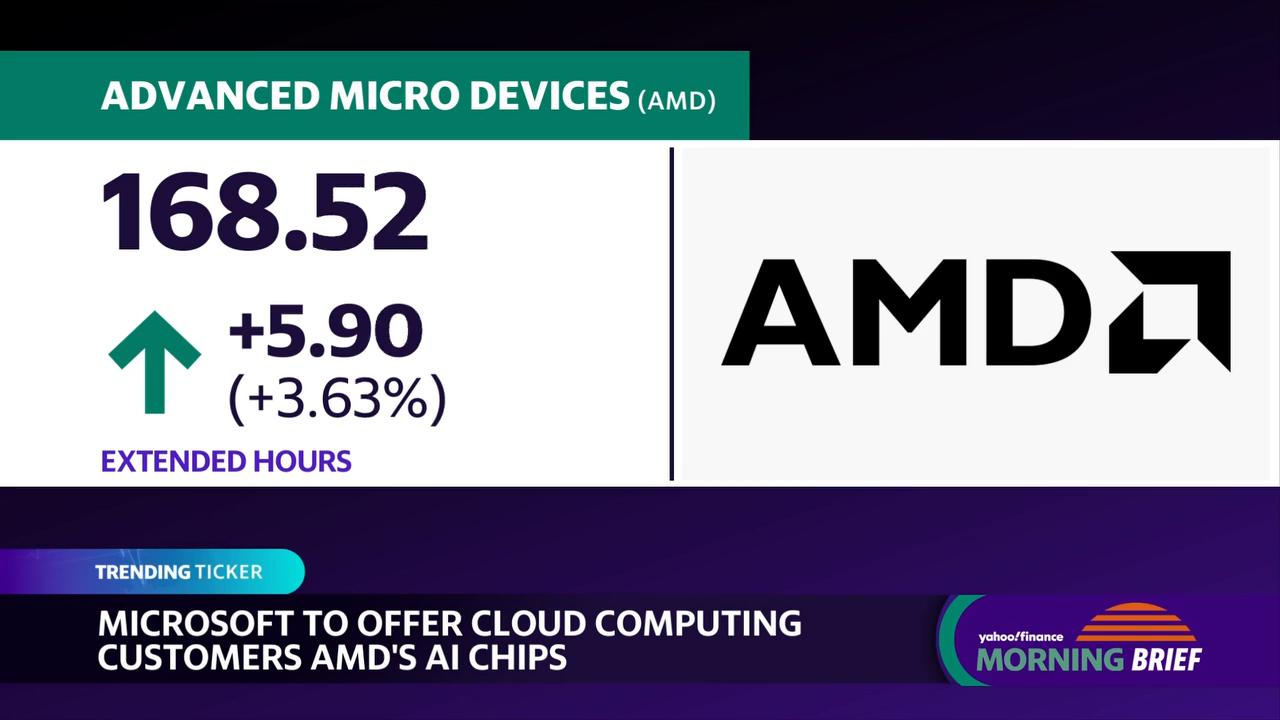 ADVANCED MICRO DEVICES (AMD)
168.52
+5.90
(+3.63%)
EXTENDED HOURS
AMD
TRENDING TICKER
MICROSOFT TO OFFER CLOUD COMPUTING
CUSTOMERS AMD'S AI CHIPS
yahoo!finance
MORNING BRIEF